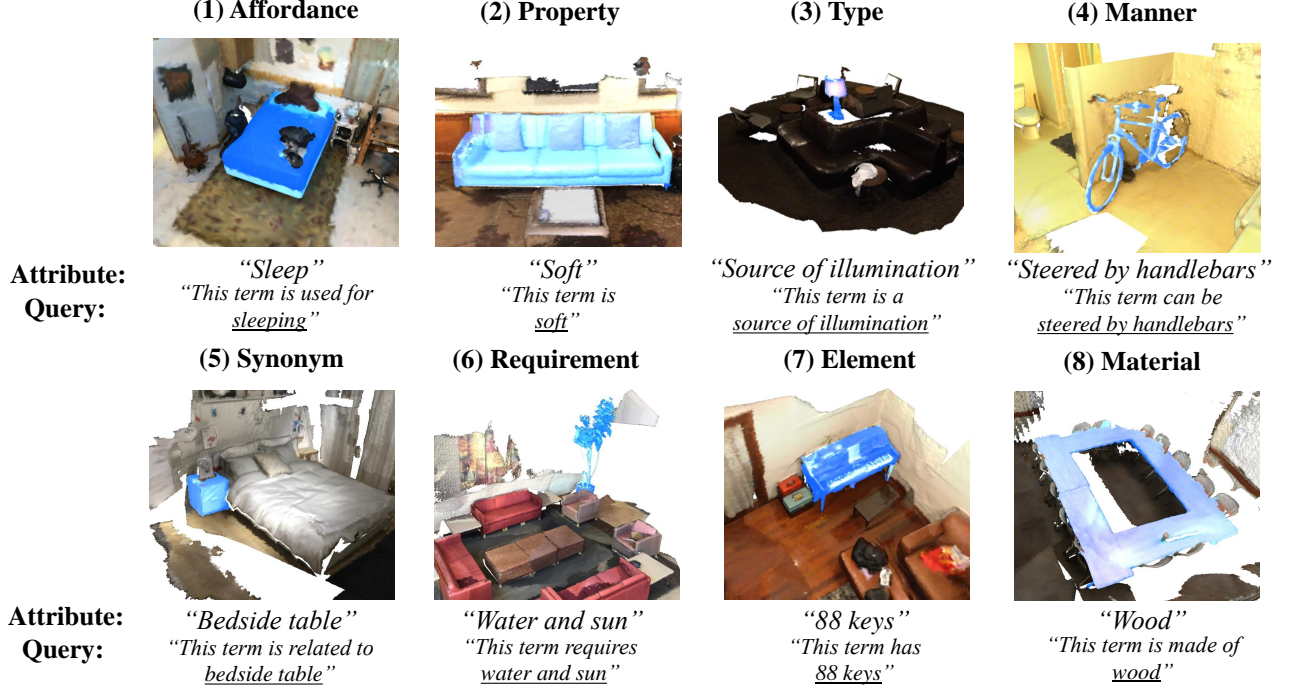 (1) Affordance (2) Property (3) Type (4) Manner
Attribute: “Sleep” “Soft” “Source of illumination” “Steered by handlebars”
Query: “This term is used for “This term is “This term is a “This term can be
sleeping” soft” source of illumination” steered by handlebars”
(5) Synonym (6) Requirement (7) Element (8) Material
Attribute: “Bedside table” “Water and sun” “88 keys” “Wood”
Query: “This term is related to “This term requires “This term has “This term is made of
bedside table” water and sun” 88 keys” wood”